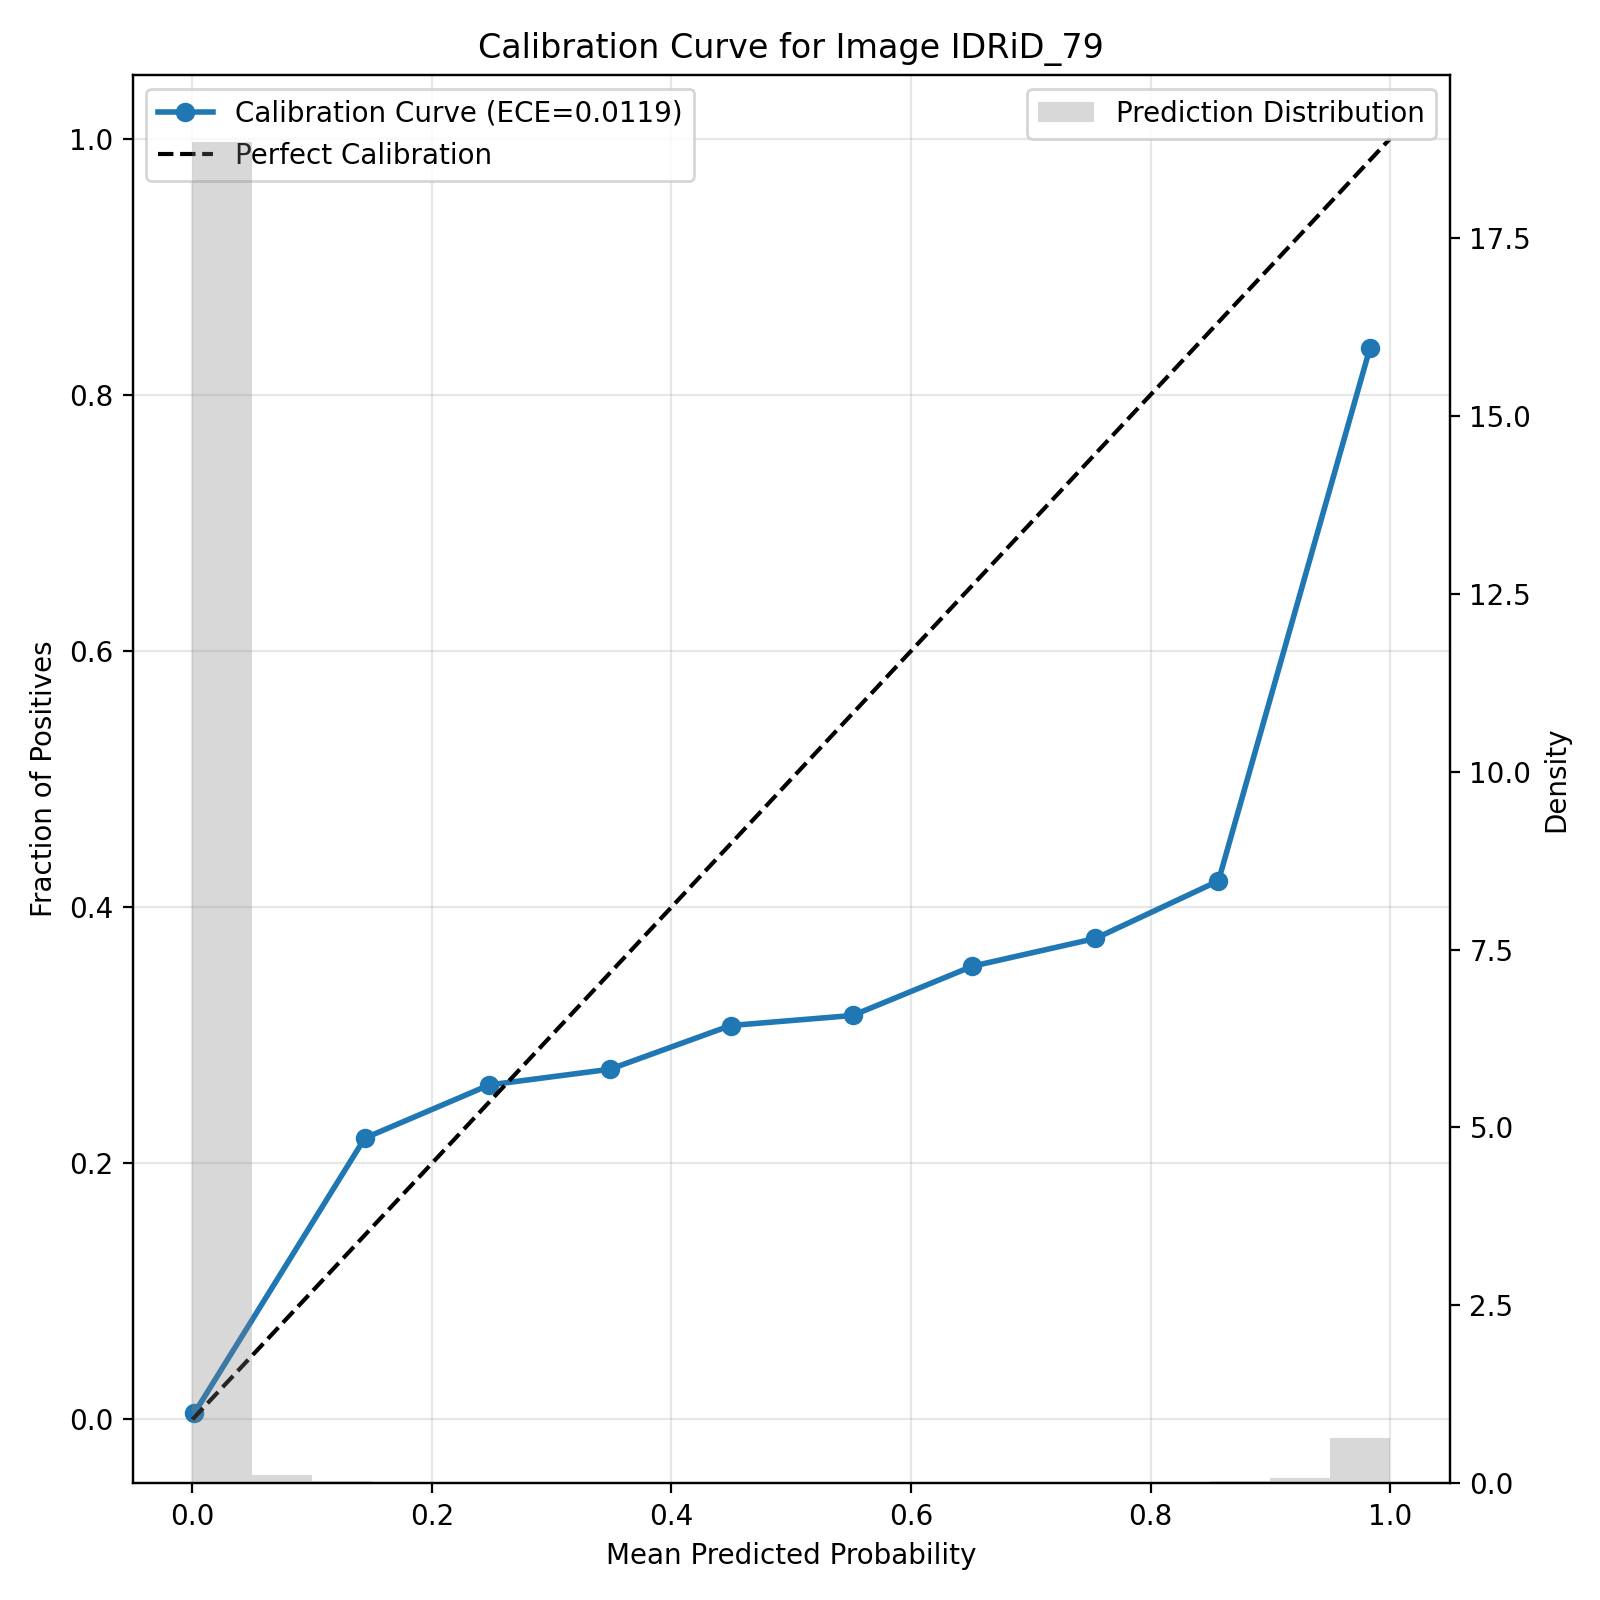 Calibration Curve for Image IDRiD_79
Calibration Curve (ECE=0.0119)
Perfect Calibration
Prediction Distribution
1.0
0.8
0.6
0.4
0.2
0.0
Fraction of Positives
17.5
15.0
12.5
10.0
7.5
5.0
2.5
0.0
Density
0.0 0.2 0.4 0.6 0.8 1.0
Mean Predicted Probability